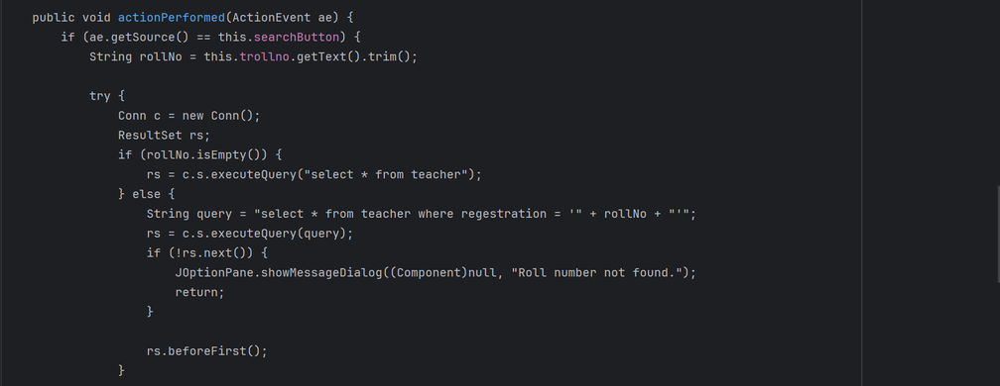 public void actionPerformed(ActionEvent ae) {
    if (ae.getSource() == this.searchButton) {
        String rollNo = this.trollno.getText().trim();

        try {
            Conn c = new Conn();
            ResultSet rs;
            if (rollNo.isEmpty()) {
                rs = c.s.executeQuery("select * from teacher");
            } else {
                String query = "select * from teacher where regestration = '" + rollNo + "'";
                rs = c.s.executeQuery(query);
                if (!rs.next()) {
                    JOptionPane.showMessageDialog((Component)null, "Roll number not found.");
                    return;
                }

                rs.beforeFirst();
            }